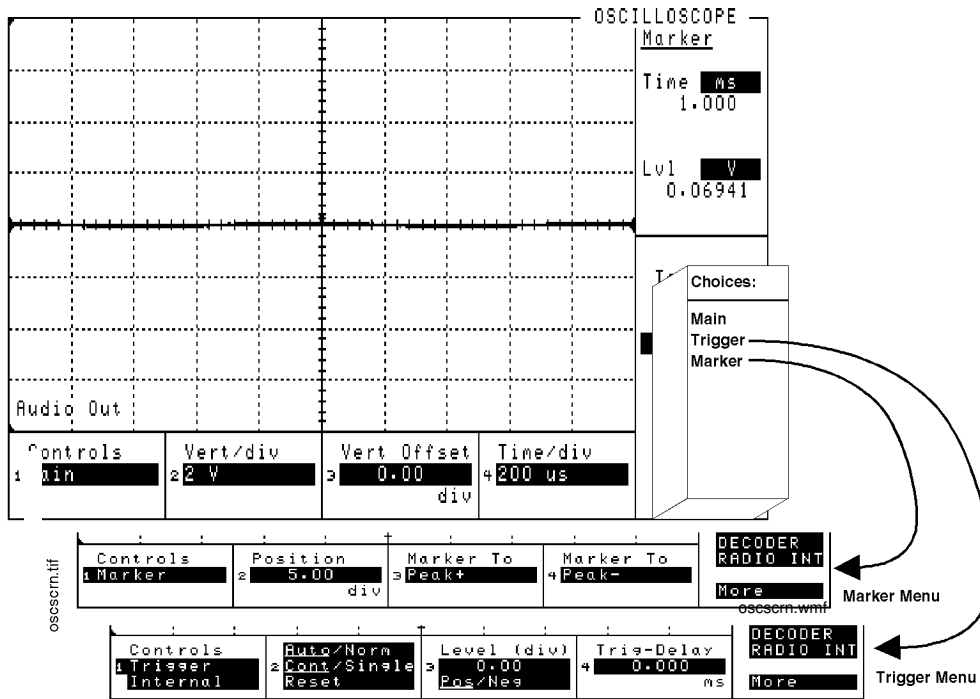 OSCILLOSCOPE
Marker
Time ms
1.000
Lvl V
0.06941
Choices:
Main
Trigger
Marker
Audio Out
Controls
1
Vert/div
2 2 V
Vert Offset
3 0.00
div
Time/div
4 200 us
oscscrn.tif
Controls
1 Marker
Position
2 5.00
div
Marker To
3 Peak+
Marker To
4 Peak-
DECODER
RADIO INT
More
oscscrn.wmf
Marker Menu
Controls
1 Trigger
Internal
Auto/Norm
2 Cont/Single
Reset
Level (div)
3 0.00
Pos/Neg
Trig-Delay
4 0.000
ms
DECODER
RADIO INT
More
Trigger Menu